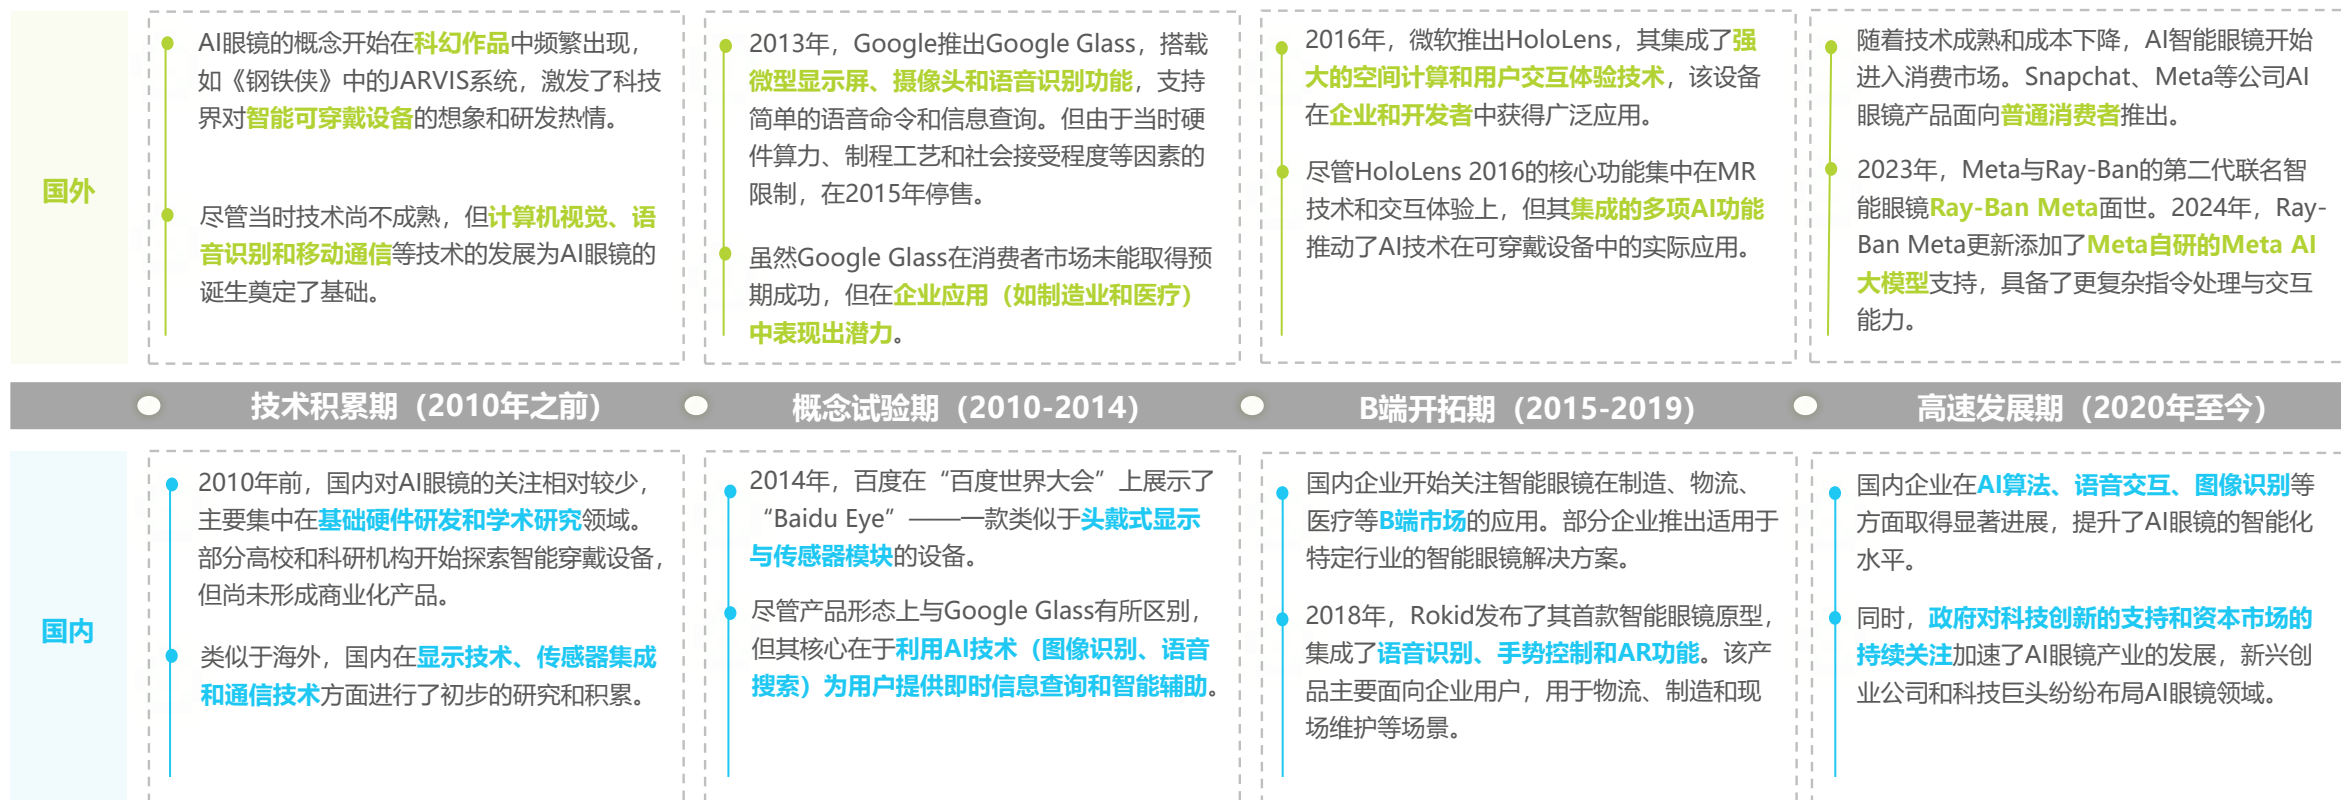 国外
AI眼镜的概念开始在科幻作品中频繁出现，
如《钢铁侠》中的JARVIS系统，激发了科技
界对智能可穿戴设备的想象和研发热情。
尽管当时技术尚不成熟，但计算机视觉、语
音识别和移动通信等技术的发展为AI眼镜的
诞生奠定了基础。
2013年，Google推出Google Glass，搭载
微型显示屏、摄像头和语音识别功能，支持
简单的语音命令和信息查询。但由于当时硬
件算力、制程工艺和社会接受程度等因素的
限制，在2015年停售。
虽然Google Glass在消费者市场未能取得预
期成功，但在企业应用（如制造业和医疗）
中表现出潜力。
2016年，微软推出HoloLens，其集成了强
大的空间计算和用户交互体验技术，该设备
在企业和开发者中获得广泛应用。
尽管HoloLens 2016的核心功能集中在MR
技术和交互体验上，但其集成的多项AI功能
推动了AI技术在可穿戴设备中的实际应用。
随着技术成熟和成本下降，AI智能眼镜开始
进入消费市场。Snapchat、Meta等公司AI
眼镜产品面向普通消费者推出。
2023年，Meta与Ray-Ban的第二代联名智
能眼镜Ray-Ban Meta面世。2024年，Ray-
Ban Meta更新添加了Meta自研的Meta AI
大模型支持，具备了更复杂指令处理与交互
能力。
技术积累期（2010年之前）
概念试验期（2010-2014）
B端开拓期（2015-2019）
高速发展期（2020年至今）
国内
2010年前，国内对AI眼镜的关注相对较少，
主要集中在基础硬件研发和学术研究领域。
部分高校和科研机构开始探索智能穿戴设备，
但尚未形成商业化产品。
类似于海外，国内在显示技术、传感器集成
和通信技术方面进行了初步的研究和积累。
2014年，百度在“百度世界大会”上展示了
“Baidu Eye”——一款类似于头戴式显示
与传感器模块的设备。
尽管产品形态上与Google Glass有所区别，
但其核心在于利用AI技术（图像识别、语音
搜索）为用户提供即时信息查询和智能辅助。
国内企业开始关注智能眼镜在制造、物流、
医疗等B端市场的应用。部分企业推出适用于
特定行业的智能眼镜解决方案。
2018年，Rokid发布了其首款智能眼镜原型，
集成了语音识别、手势控制和AR功能。该产
品主要面向企业用户，用于物流、制造和现
场维护等场景。
国内企业在AI算法、语音交互、图像识别等
方面取得显著进展，提升了AI眼镜的智能化
水平。
同时，政府对科技创新的支持和资本市场的
持续关注加速了AI眼镜产业的发展，新兴创
业公司和科技巨头纷纷布局AI眼镜领域。